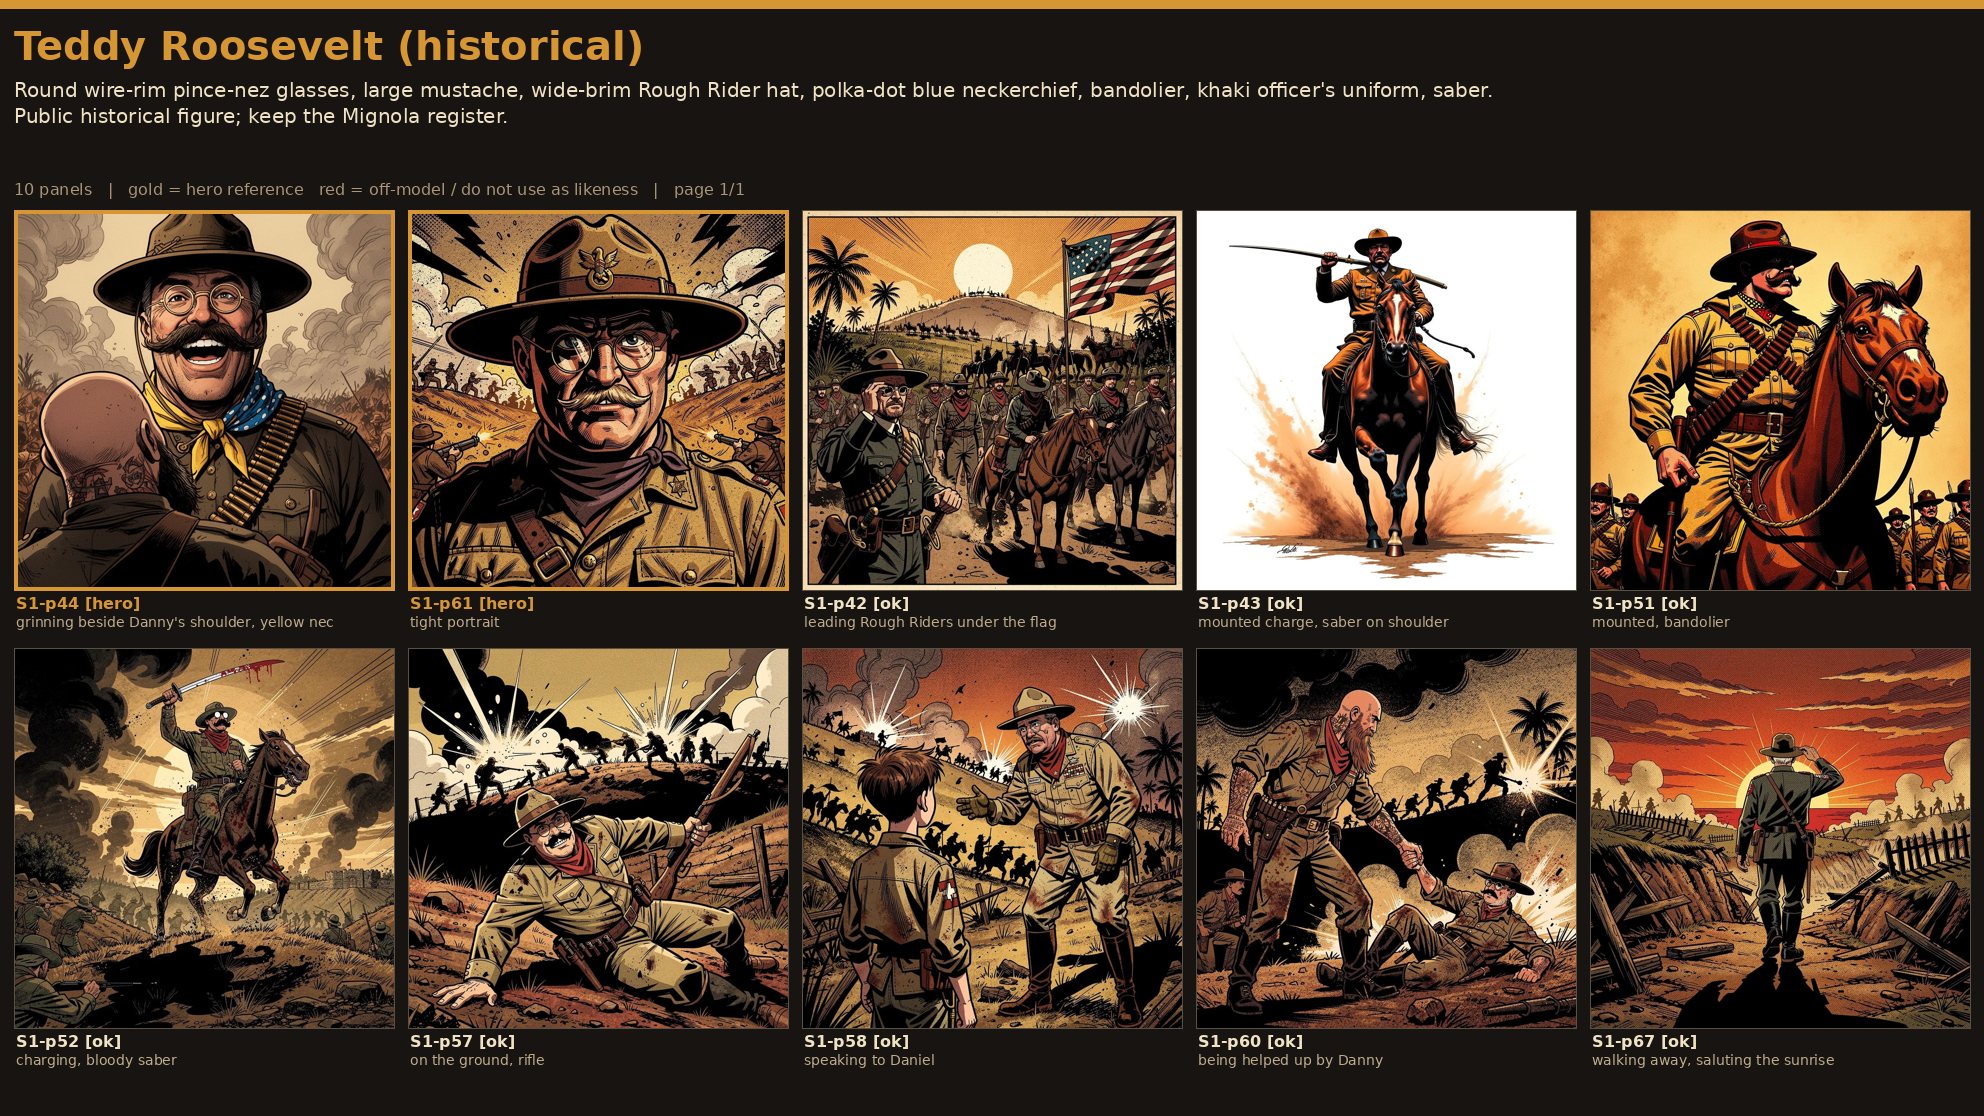 Teddy Roosevelt (historical)
Round wire-rim pince-nez glasses, large mustache, wide-brim Rough Rider hat, polka-dot blue neckerchief, bandolier, khaki officer's uniform, saber.
Public historical figure; keep the Mignola register.
10 panels | gold = hero reference red = off-model / do not use as likeness | page 1/1
S1-p44 [hero]
grinning beside Danny's shoulder, yellow nec
S1-p61 [hero]
tight portrait
S1-p42 [ok]
leading Rough Riders under the flag
S1-p43 [ok]
mounted charge, saber on shoulder
S1-p51 [ok]
mounted, bandolier
S1-p52 [ok]
charging, bloody saber
S1-p57 [ok]
on the ground, rifle
S1-p58 [ok]
speaking to Daniel
S1-p60 [ok]
being helped up by Danny
S1-p67 [ok]
walking away, saluting the sunrise